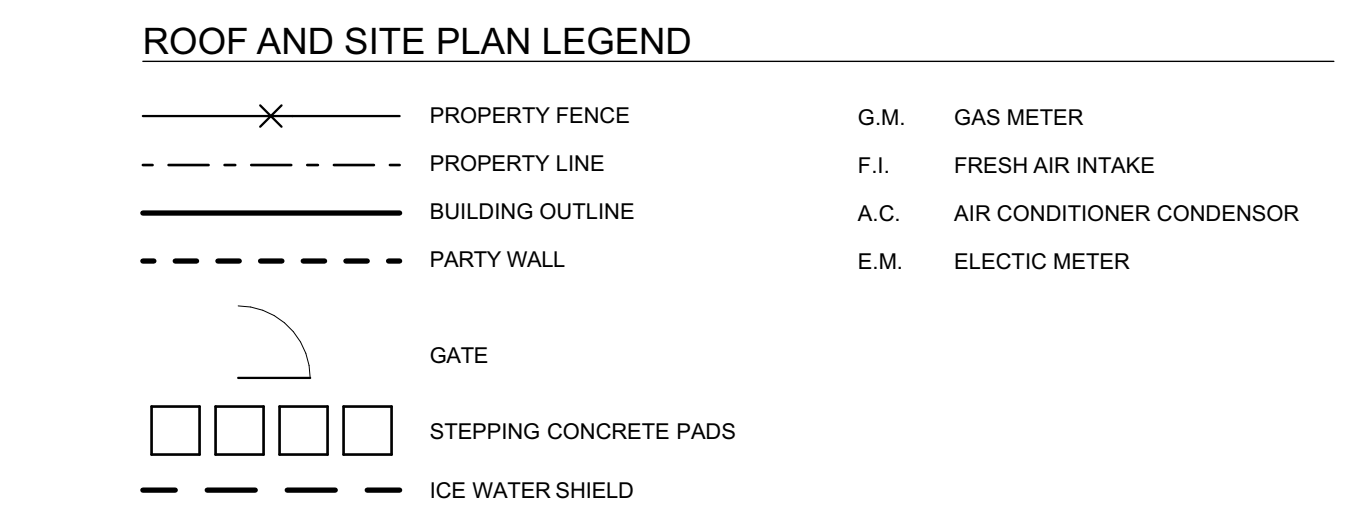 ROOF AND SITE PLAN LEGEND
PROPERTY FENCE
PROPERTY LINE
BUILDING OUTLINE
PARTY WALL
GATE
STEPPING CONCRETE PADS
ICE WATER SHIELD
G.M. GAS METER
F.I. FRESH AIR INTAKE
A.C. AIR CONDITIONER CONDENSOR
E.M. ELECTIC METER